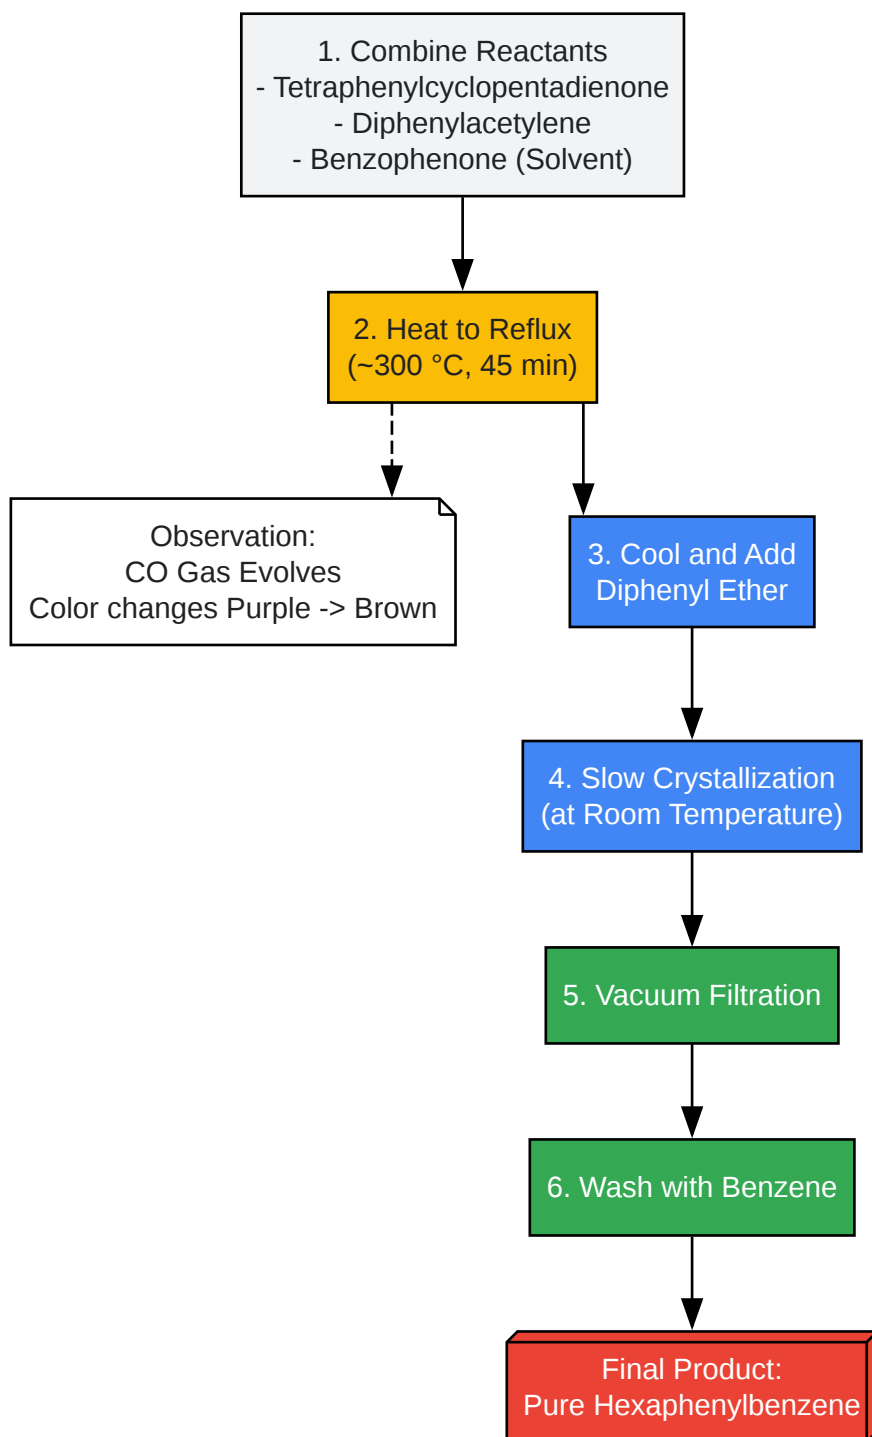 1. Combine Reactants
- Tetraphenylcyclopentadienone
- Diphenylacetylene
- Benzophenone (Solvent)
2. Heat to Reflux
(~300 °C, 45 min)
Observation:
CO Gas Evolves
Color changes Purple -> Brown
3. Cool and Add
Diphenyl Ether
4. Slow Crystallization
(at Room Temperature)
5. Vacuum Filtration
6. Wash with Benzene
Final Product:
Pure Hexaphenylbenzene